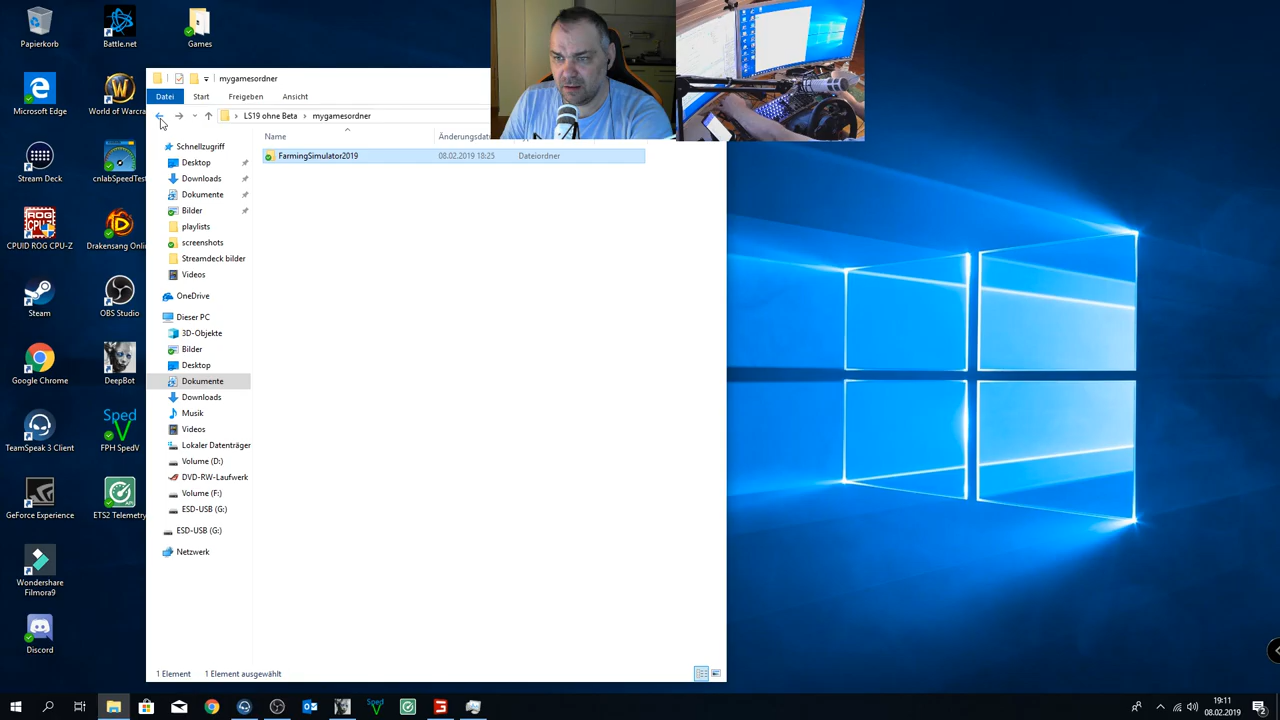 Papierkorb
Battle.net
Games
Microsoft Edge
World of Warcra
Stream Deck
cnlabSpeedTest
CPUID ROG CPU-Z
Drakensang Onli
Steam
OBS Studio
Google Chrome
DeepBot
TeamSpeak 3 Client
FPH SpedV
GeForce Experience
ETS2 Telemetry
Wondershare
Filmora9
Discord
mygamesordner
Datei
Start
Freigeben
Ansicht
LS19 ohne Beta
mygamesordner
Name
Änderungsdatu
FarmingSimulator2019
08.02.2019 18:25
Dateiordner
Schnellzugriff
Desktop
Downloads
Dokumente
Bilder
playlists
screenshots
Streamdeck bilder
Videos
OneDrive
Dieser PC
3D-Objekte
Bilder
Desktop
Dokumente
Downloads
Musik
Videos
Lokaler Datenträger
Volume (D:)
DVD-RW-Laufwerk
Volume (F:)
ESD-USB (G:)
ESD-USB (G:)
Netzwerk
1 Element
1 Element ausgewählt
19:11
08.02.2019